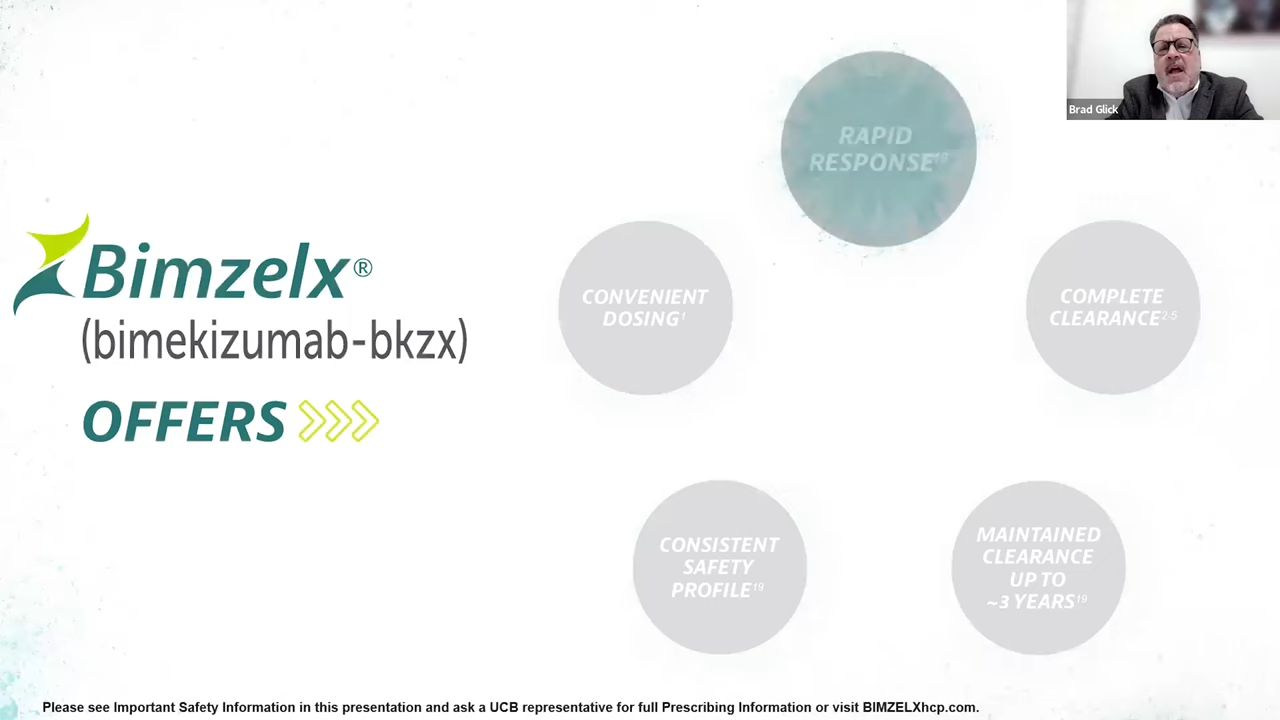 Brad Glick
Bimzelx®
(bimekizumab-bkzx)
OFFERS
RAPID
RESPONSE
COMPLETE
CLEARANCE2-5
MAINTAINED
CLEARANCE
UP TO
~3 YEARS19
CONSISTENT
SAFETY
PROFILE19
CONVENIENT
DOSING1
Please see Important Safety Information in this presentation and ask a UCB representative for full Prescribing Information or visit BIMZELXhcp.com.